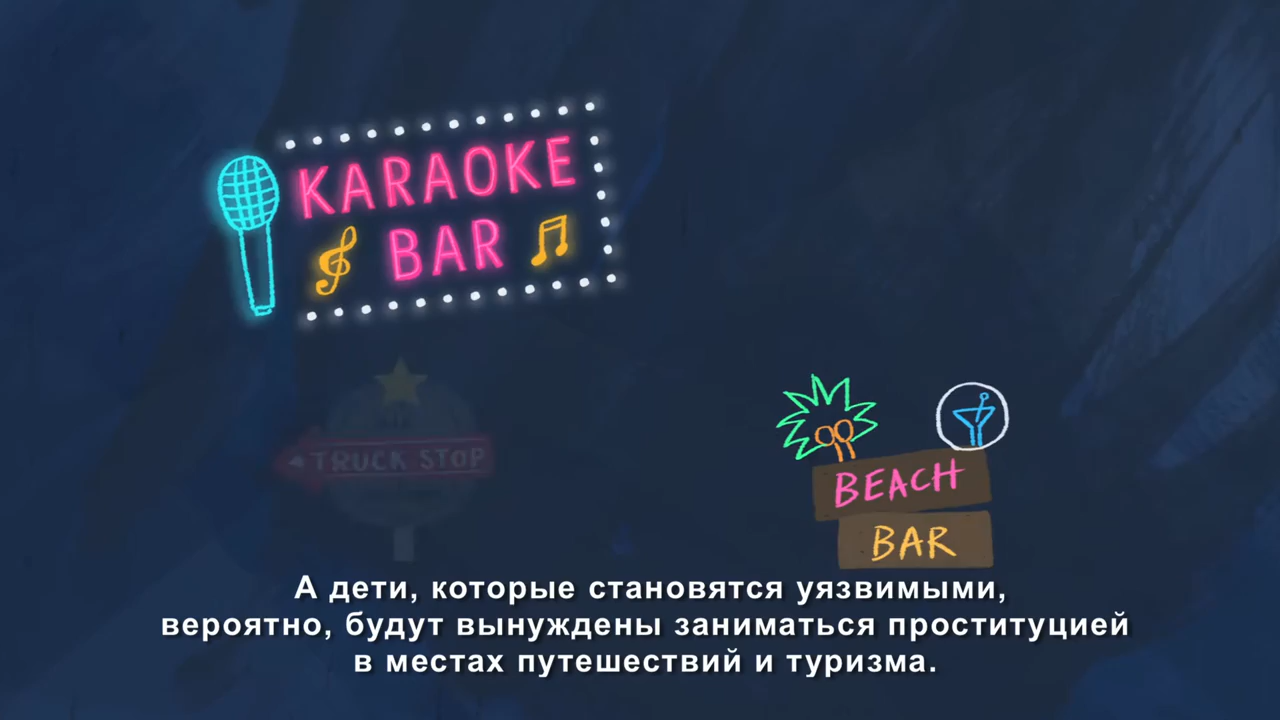 KARAOKE
BAR
TRUCK STOP
BEACH
BAR
А дети, которые становятся уязвимыми,
вероятно, будут вынуждены заниматься проституцией
в местах путешествий и туризма.